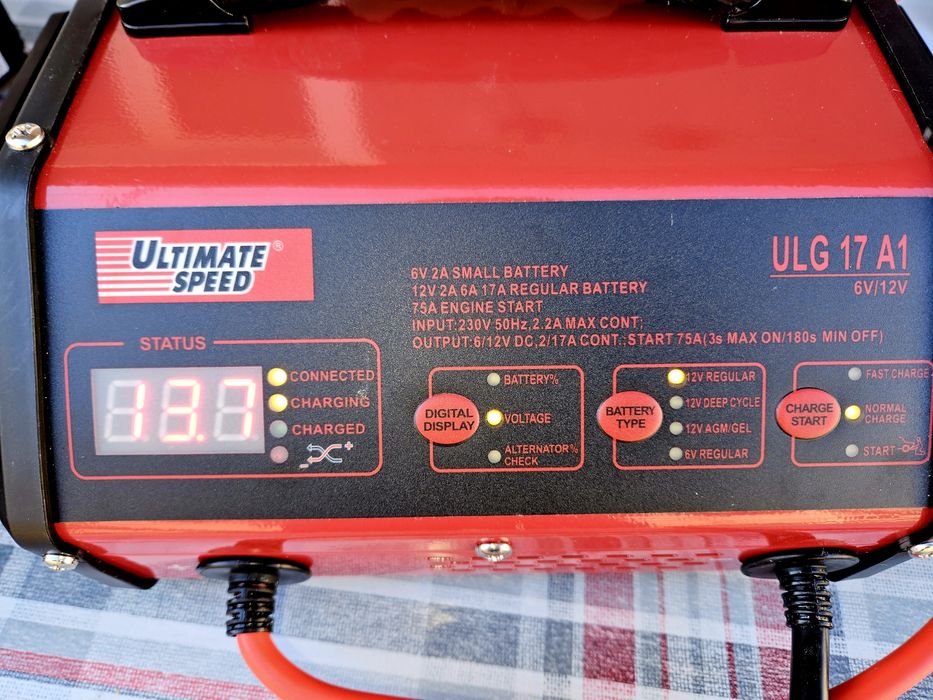 ULTIMATE ®
SPEED
6V 2A SMALL BATTERY
12V 2A 6A 17A REGULAR BATTERY
75A ENGINE START
INPUT:230V 50Hz,2.2A MAX CONT;
OUTPUT:6/12V DC,2/17A CONT.;START 75A(3s MAX ON/180s MIN OFF)
ULG 17 A1
6V/12V
STATUS
13.7
CONNECTED
CHARGING
CHARGED
- +
DIGITAL
DISPLAY
BATTERY%
VOLTAGE
ALTERNATOR%
CHECK
BATTERY
TYPE
12V REGULAR
12V DEEP CYCLE
12V AGM/GEL
6V REGULAR
CHARGE
START
FAST CHARGE
NORMAL
CHARGE
START